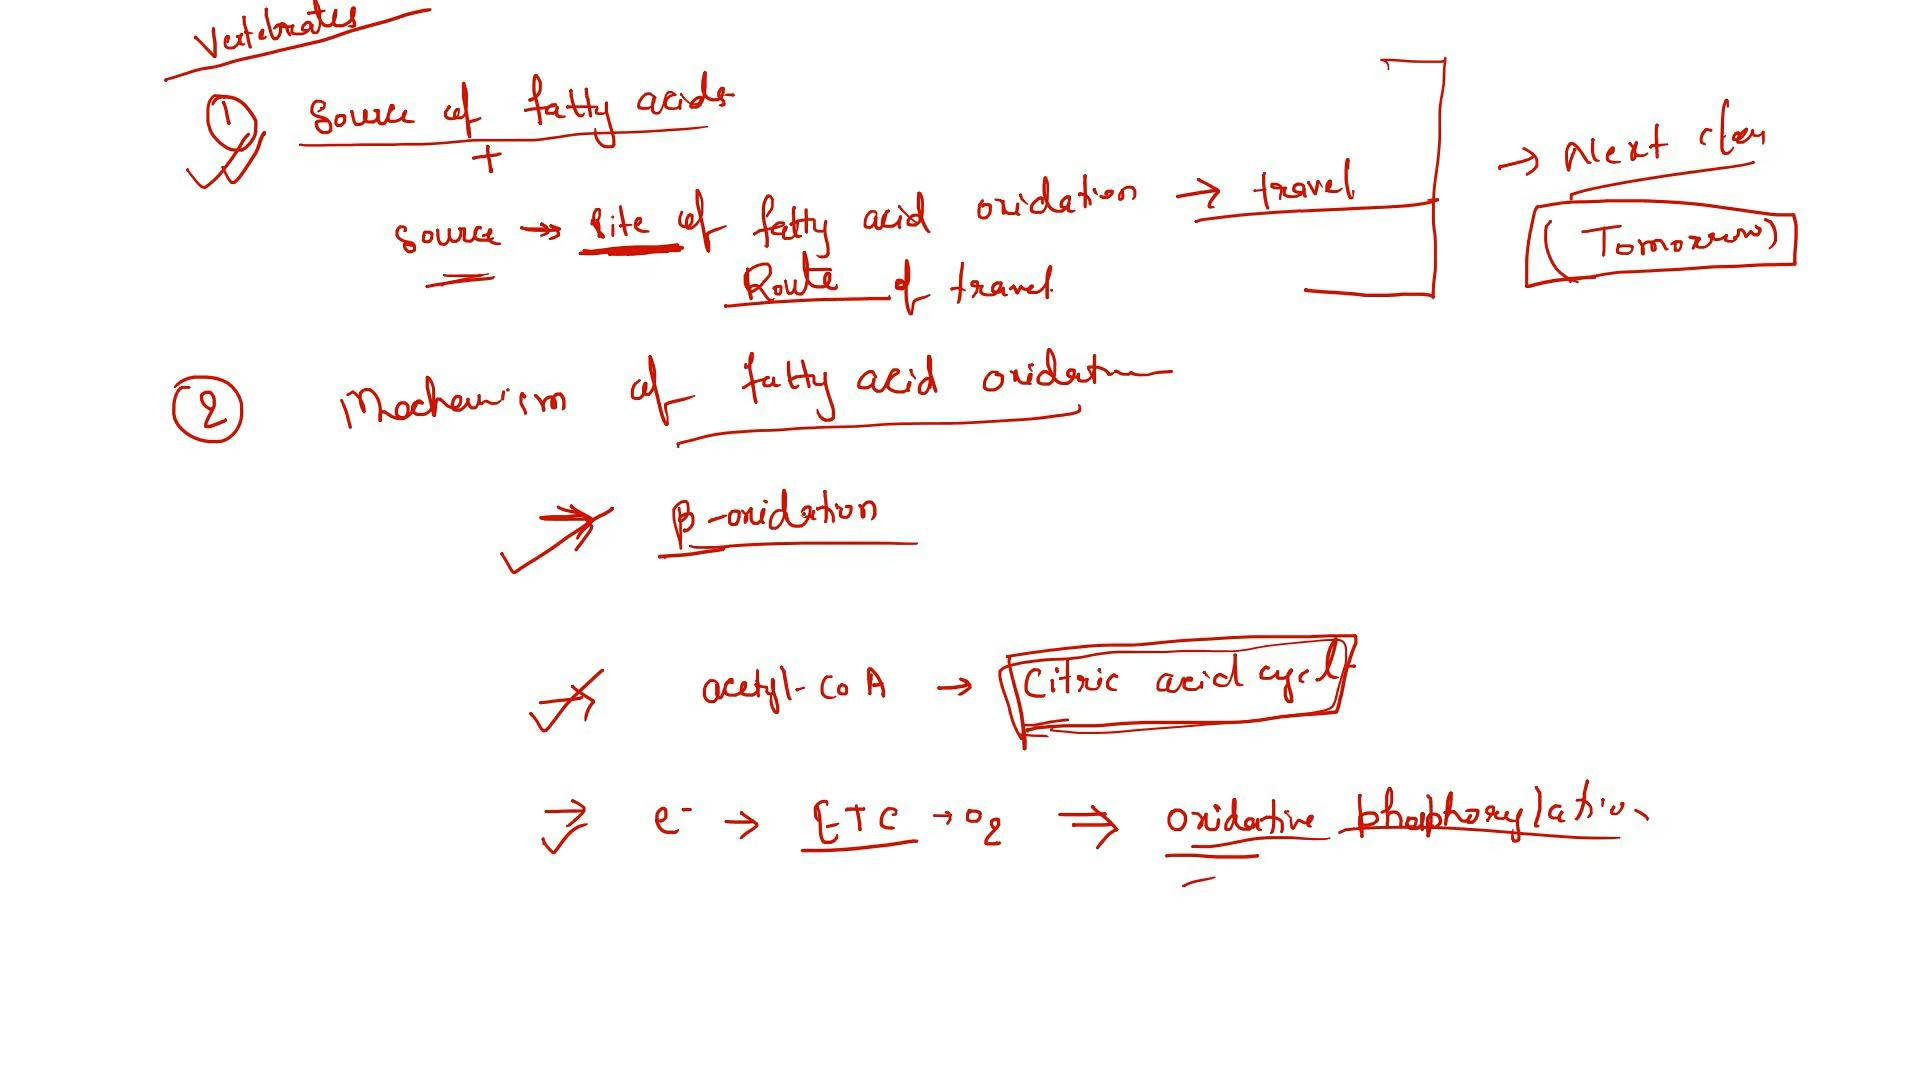 Vertebrates
① Source of fatty acids
+
Source → Site of fatty acid oxidation → travel
Route of travel
→ Next class
(Tomorrow)
② Mechanism of fatty acid oxidation
β-oxidation
acetyl-CoA → Citric acid cycle
→ e⁻ → ETC → O₂ ⇒ oxidative phosphorylation